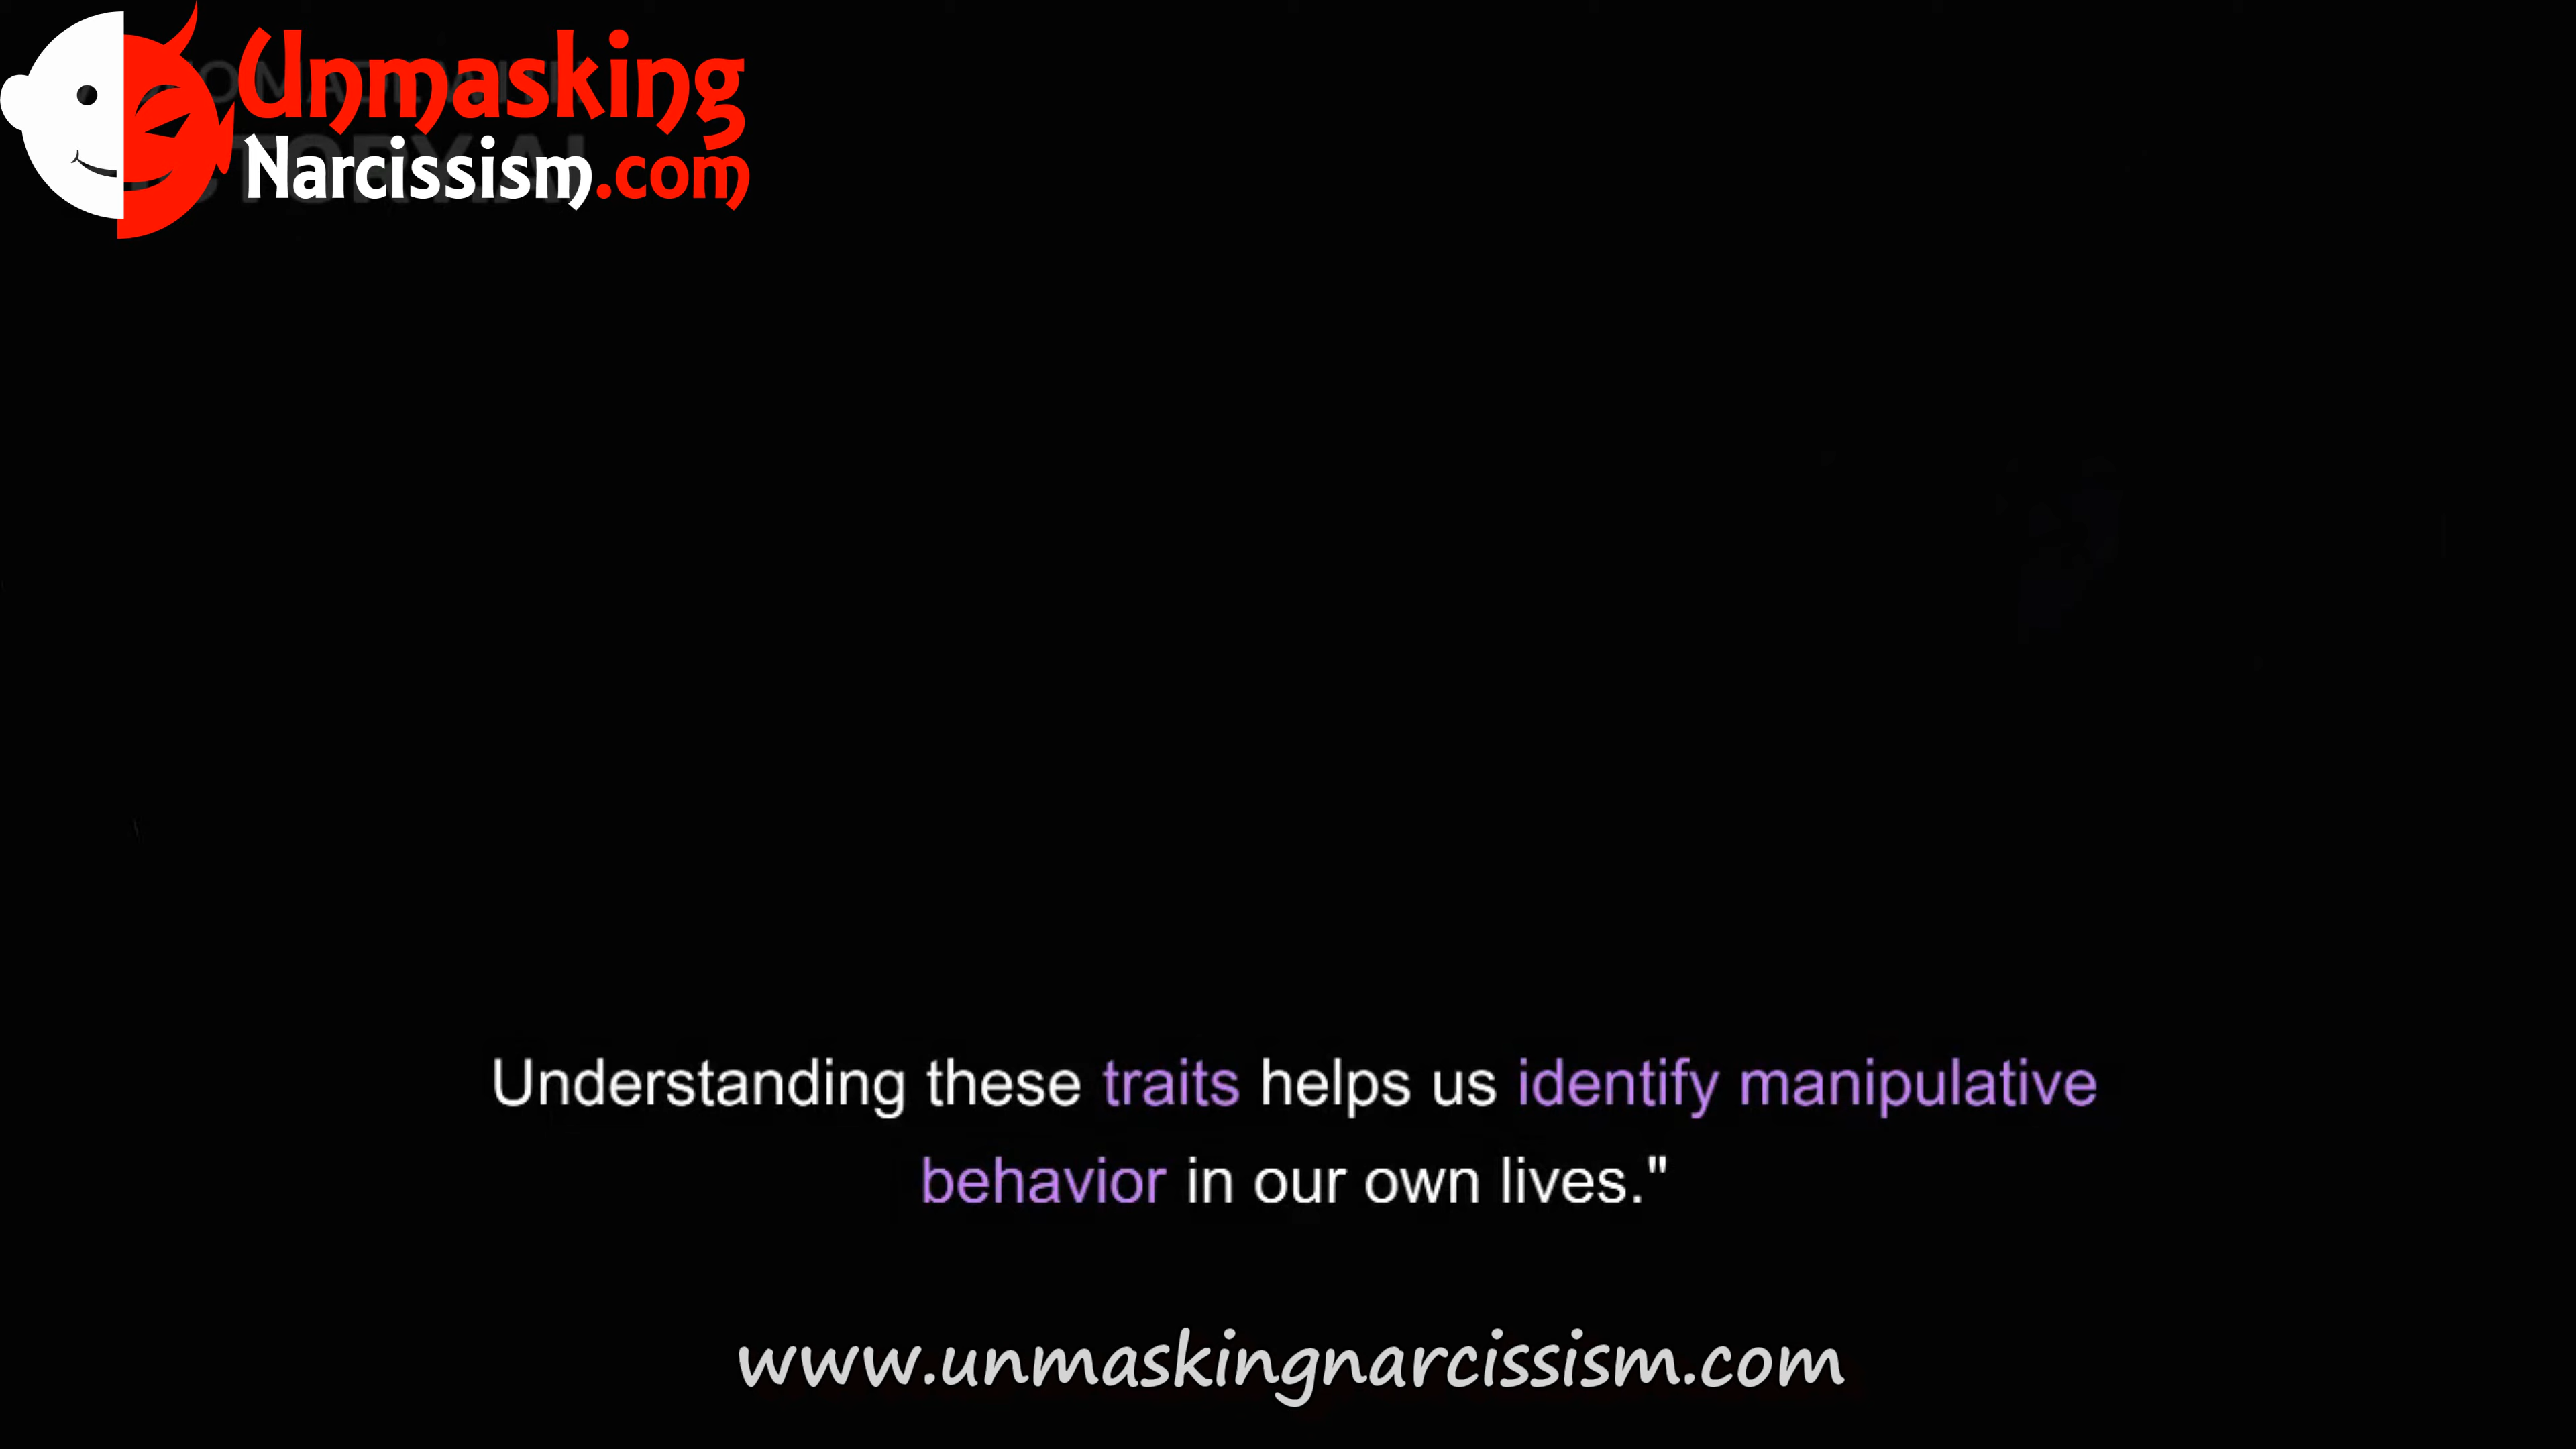 Unmasking
Narcissism.com
Understanding these traits helps us identify manipulative
behavior in our own lives."
www.unmaskingnarcissism.com